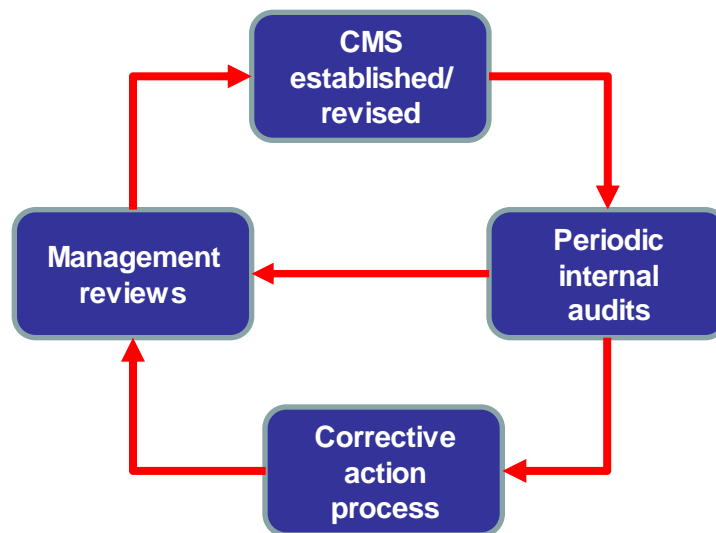 CMS
established/
revised
Management
reviews
Periodic
internal
audits
Corrective
action
process